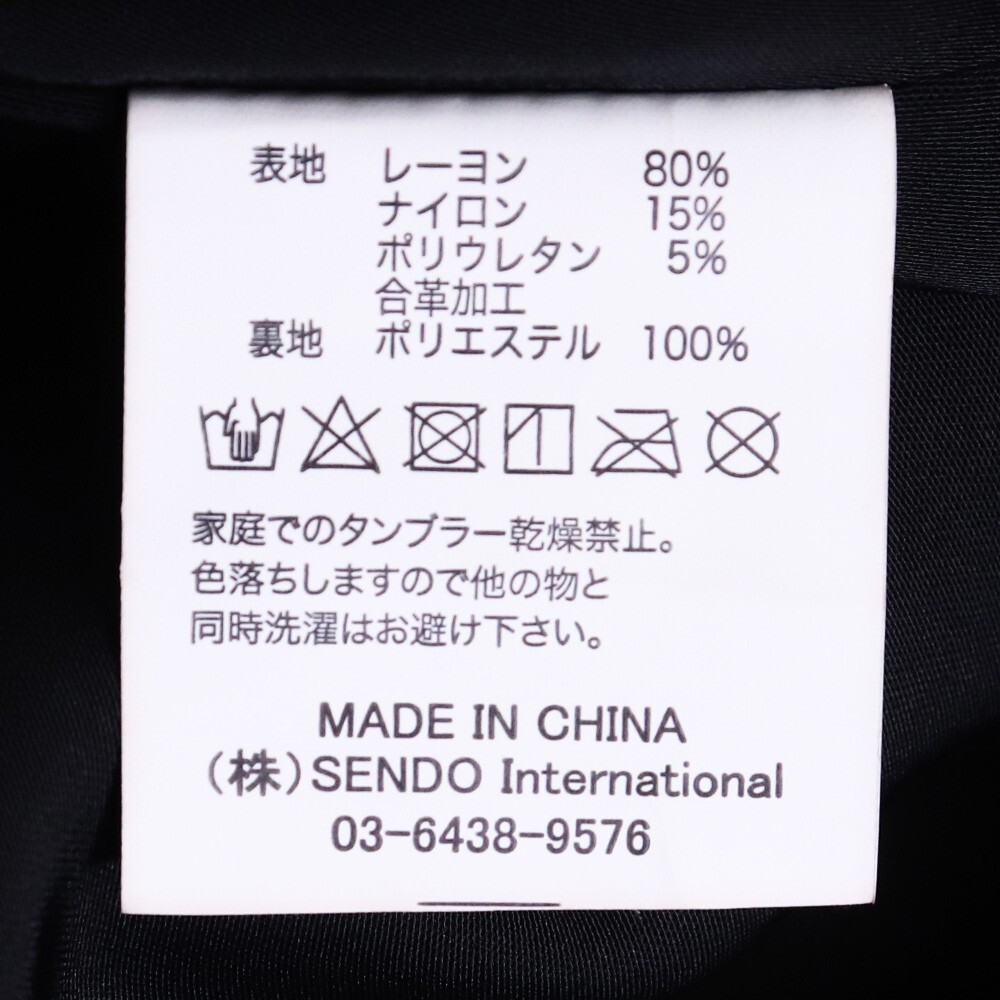 表地 レーヨン 80%
ナイロン 15%
ポリウレタン 5%
合革加工
裏地 ポリエステル 100%
家庭でのタンブラー乾燥禁止。
色落ちしますので他の物と
同時洗濯はお避け下さい。
MADE IN CHINA
(株)SENDO International
03-6438-9576